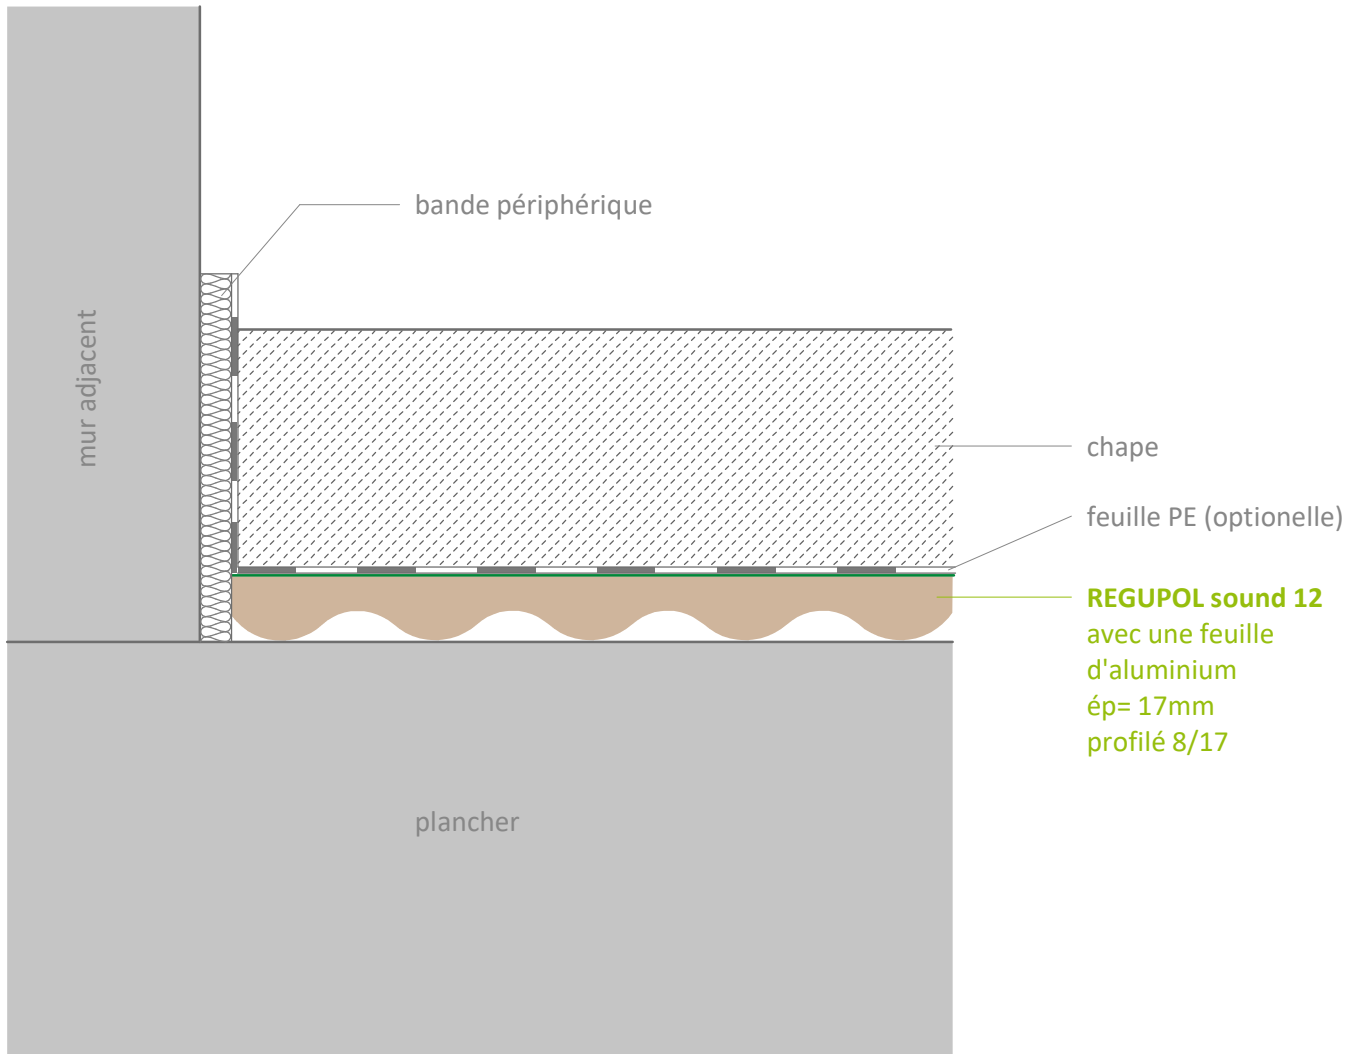 bande périphérique
mur adjacent
chape
feuille PE (optionelle)
REGUPOL sound 12
avec une feuille
d'aluminium
ép= 17mm
profilé 8/17
plancher